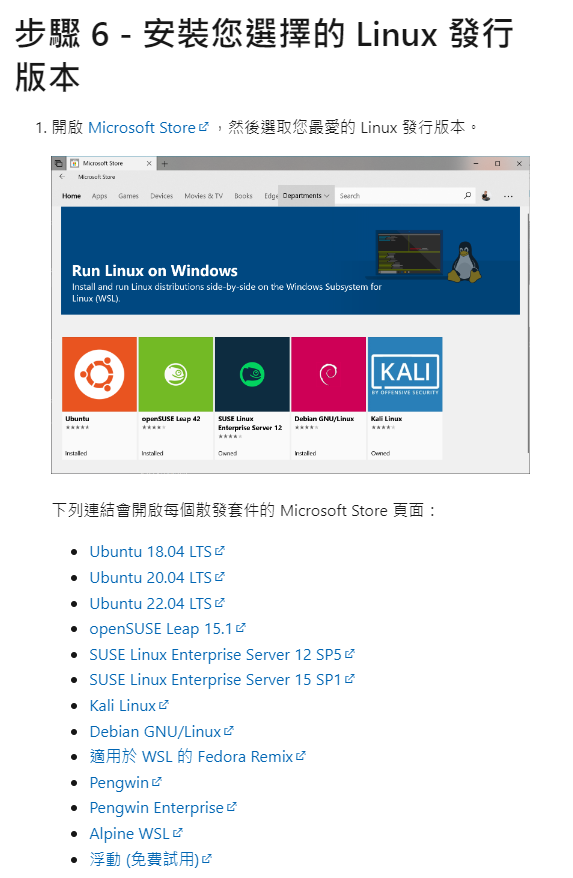 步驟 6 - 安裝您選擇的 Linux 發行
版本
1. 開啟 Microsoft Store ，然後選取您最愛的 Linux 發行版本。
Microsoft Store
Microsoft Store
Home Apps Games Devices Movies & TV Books Edge Departments Search
Run Linux on Windows
Install and run Linux distributions side-by-side on the Windows Subsystem for
Linux (WSL).
KALI
BY OFFENSIVE SECURITY
Ubuntu
Installed
openSUSE Leap 42
Installed
SUSE Linux
Enterprise Server 12
Owned
Debian GNU/Linux
Installed
Kali Linux
Owned
下列連結會開啟每個散發套件的 Microsoft Store 頁面：
Ubuntu 18.04 LTS
Ubuntu 20.04 LTS
Ubuntu 22.04 LTS
openSUSE Leap 15.1
SUSE Linux Enterprise Server 12 SP5
SUSE Linux Enterprise Server 15 SP1
Kali Linux
Debian GNU/Linux
適用於 WSL 的 Fedora Remix
Pengwin
Pengwin Enterprise
Alpine WSL
浮動 (免費試用)